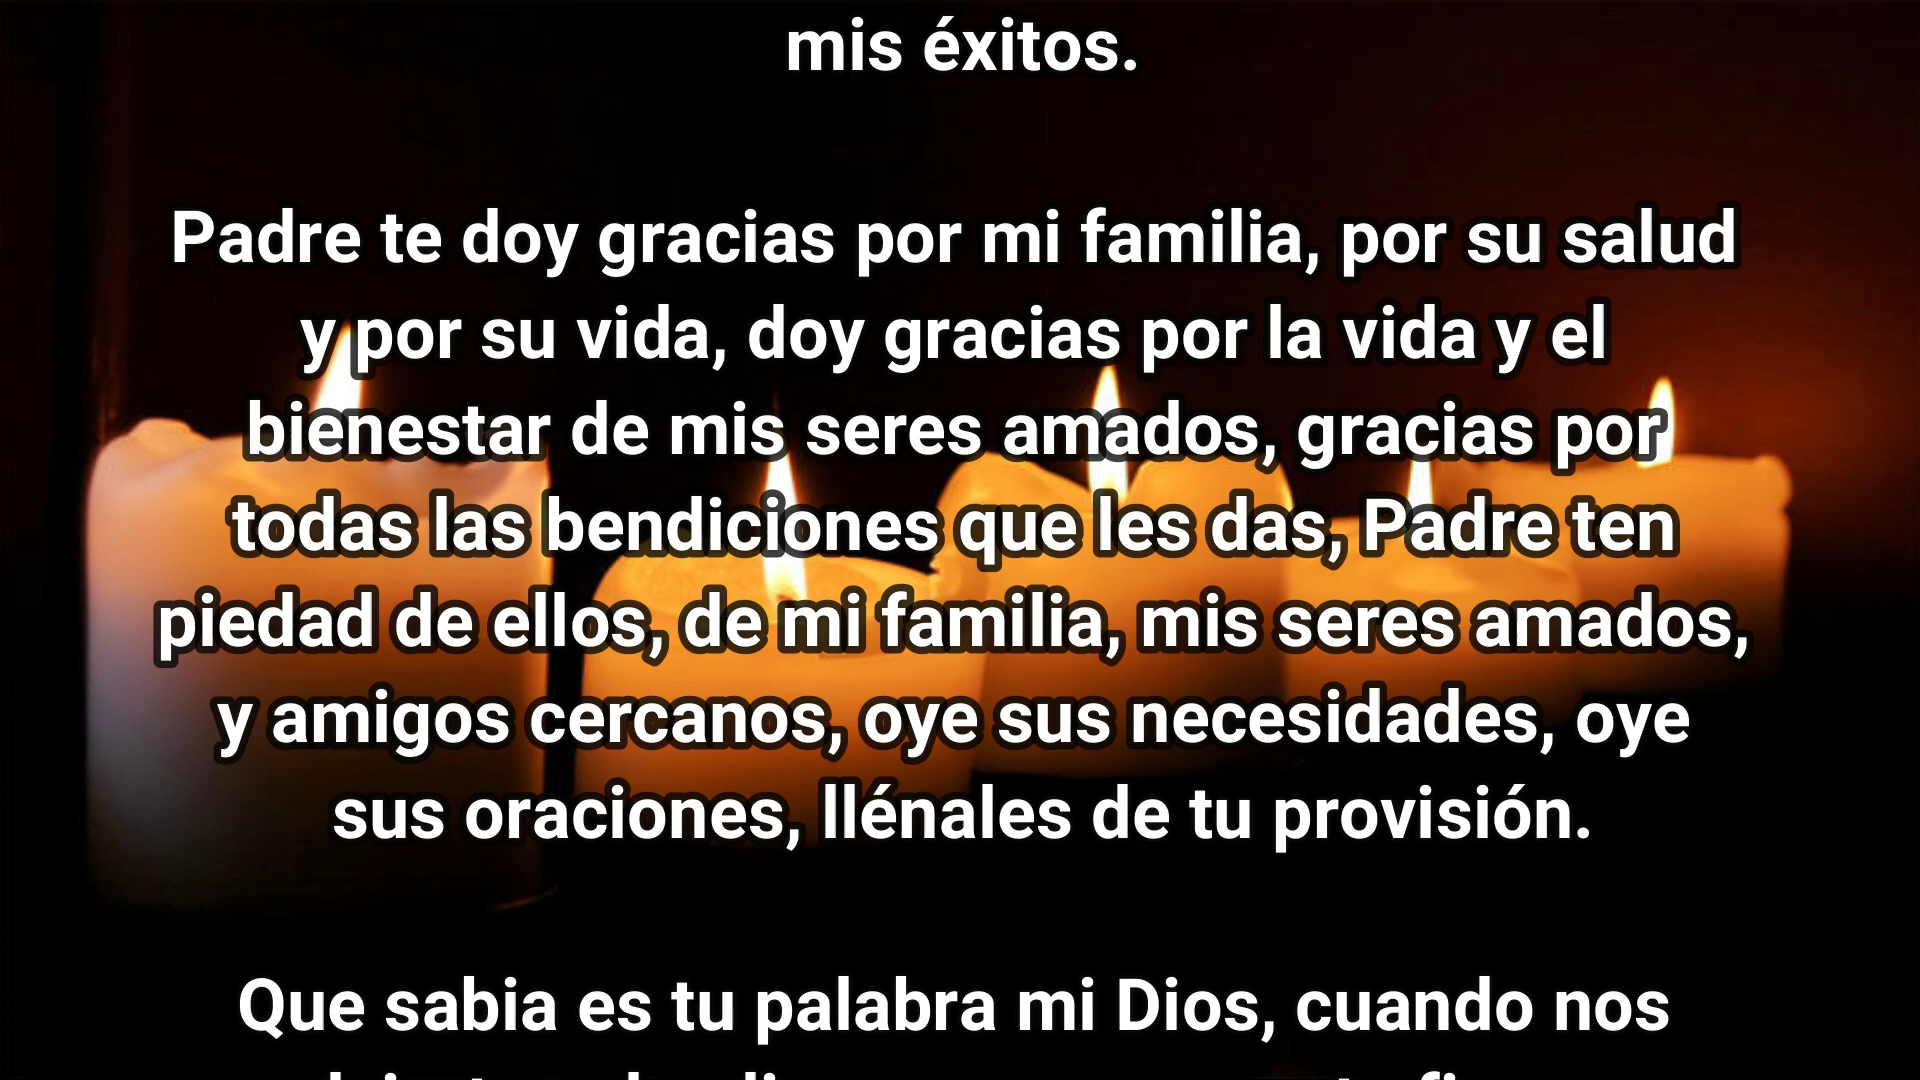 mis éxitos.
Padre te doy gracias por mi familia, por su salud
y por su vida, doy gracias por la vida y el
bienestar de mis seres amados, gracias por
todas las bendiciones que les das, Padre ten
piedad de ellos, de mi familia, mis seres amados,
y amigos cercanos, oye sus necesidades, oye
sus oraciones, llénales de tu provisión.
Que sabia es tu palabra mi Dios, cuando nos